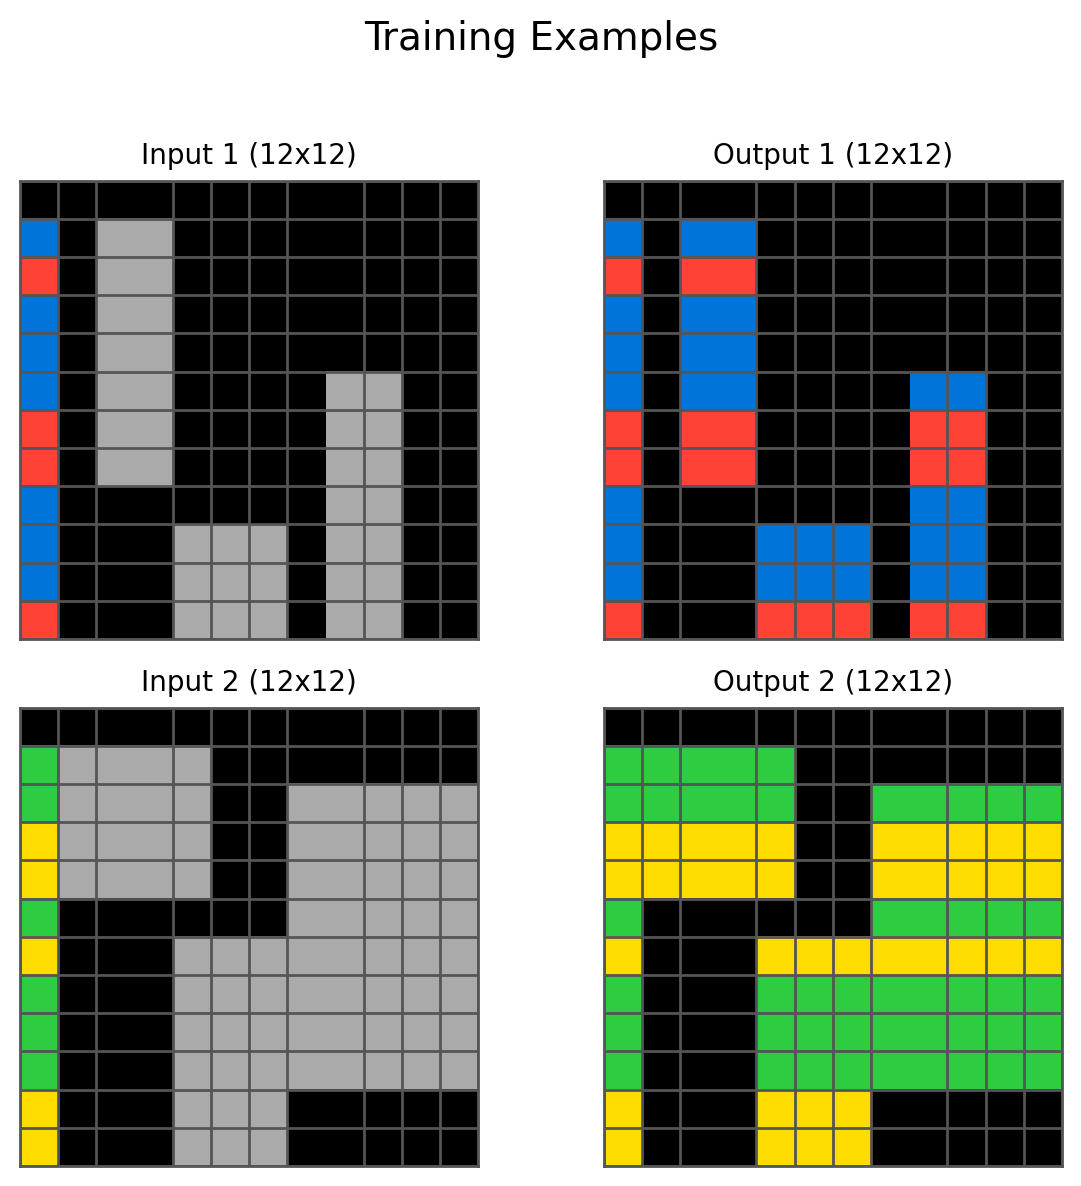 Training Examples
Input 1 (12x12)
Output 1 (12x12)
Input 2 (12x12)
Output 2 (12x12)